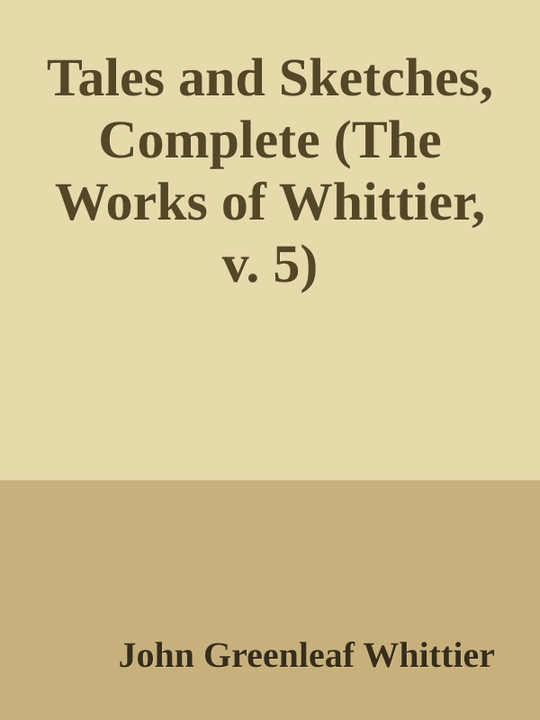 Tales and Sketches,
Complete (The
Works of Whittier,
v. 5)
John Greenleaf Whittier